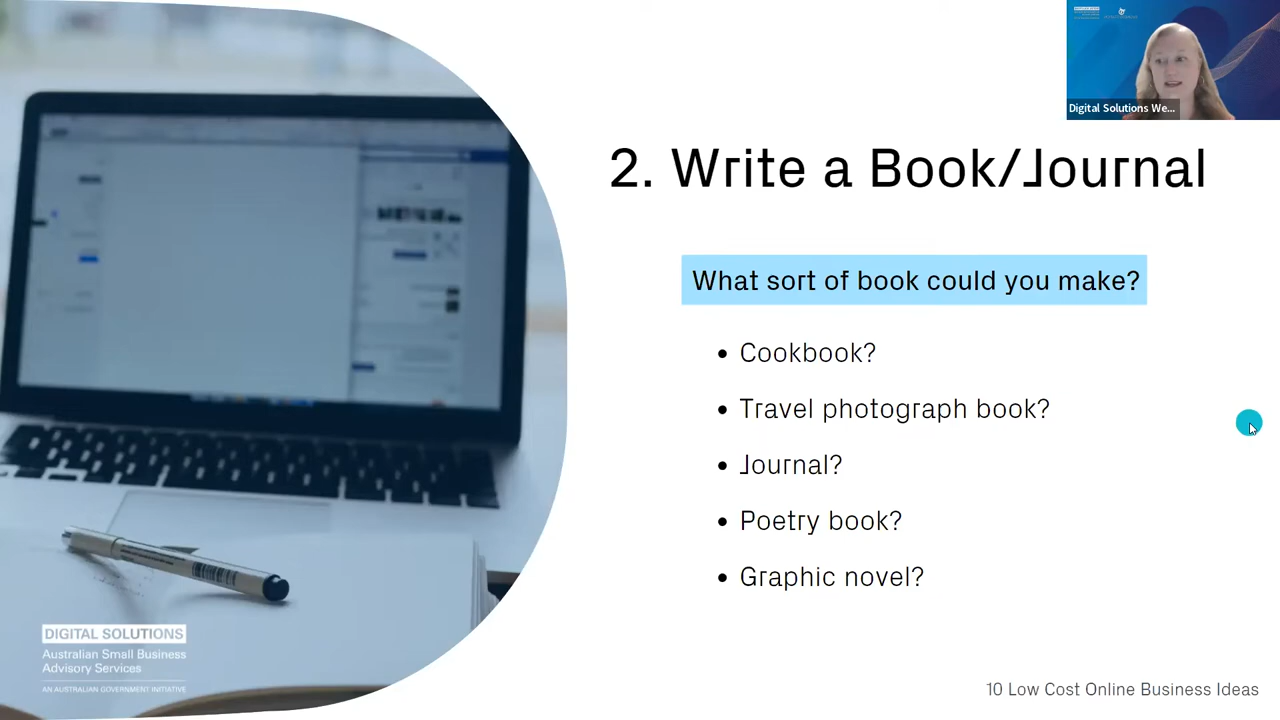 Digital Solutions We...
2. Write a Book/Journal
What sort of book could you make?
• Cookbook?
• Travel photograph book?
• Journal?
• Poetry book?
• Graphic novel?
DIGITAL SOLUTIONS
Australian Small Business
Advisory Services
AN AUSTRALIAN GOVERNMENT INITIATIVE
10 Low Cost Online Business Ideas